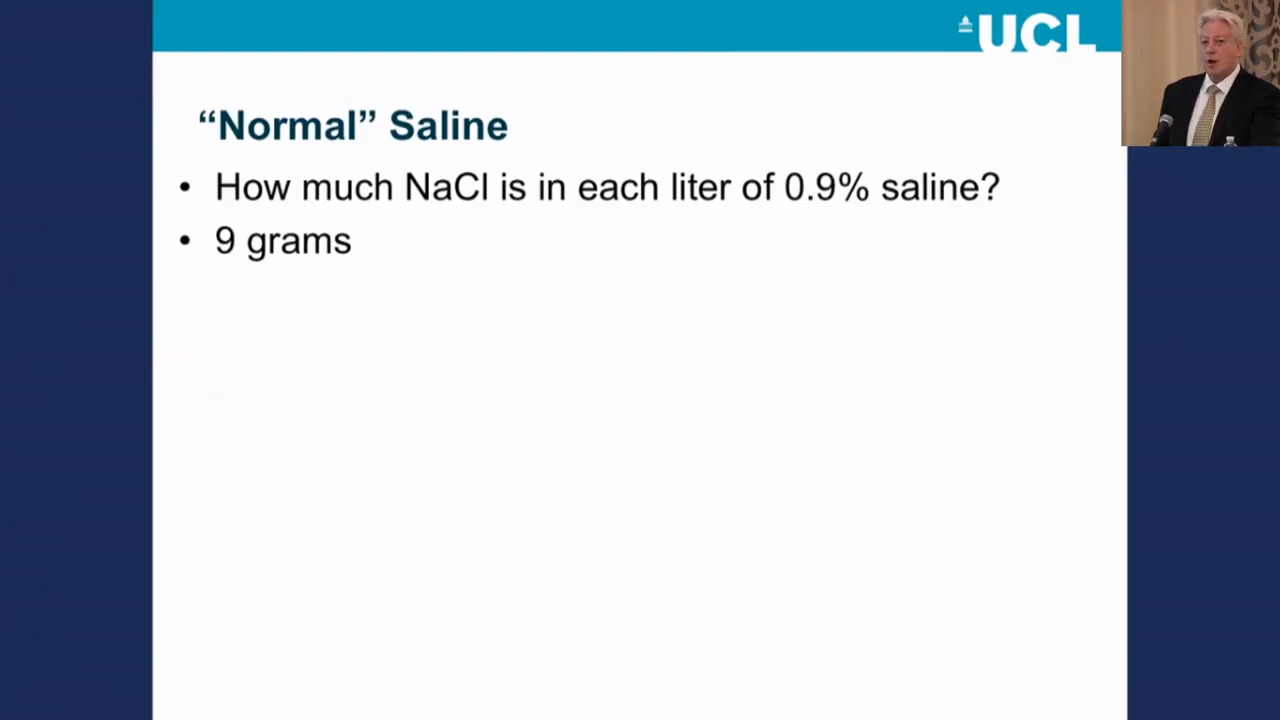 UCL
“Normal” Saline
• How much NaCl is in each liter of 0.9% saline?
• 9 grams